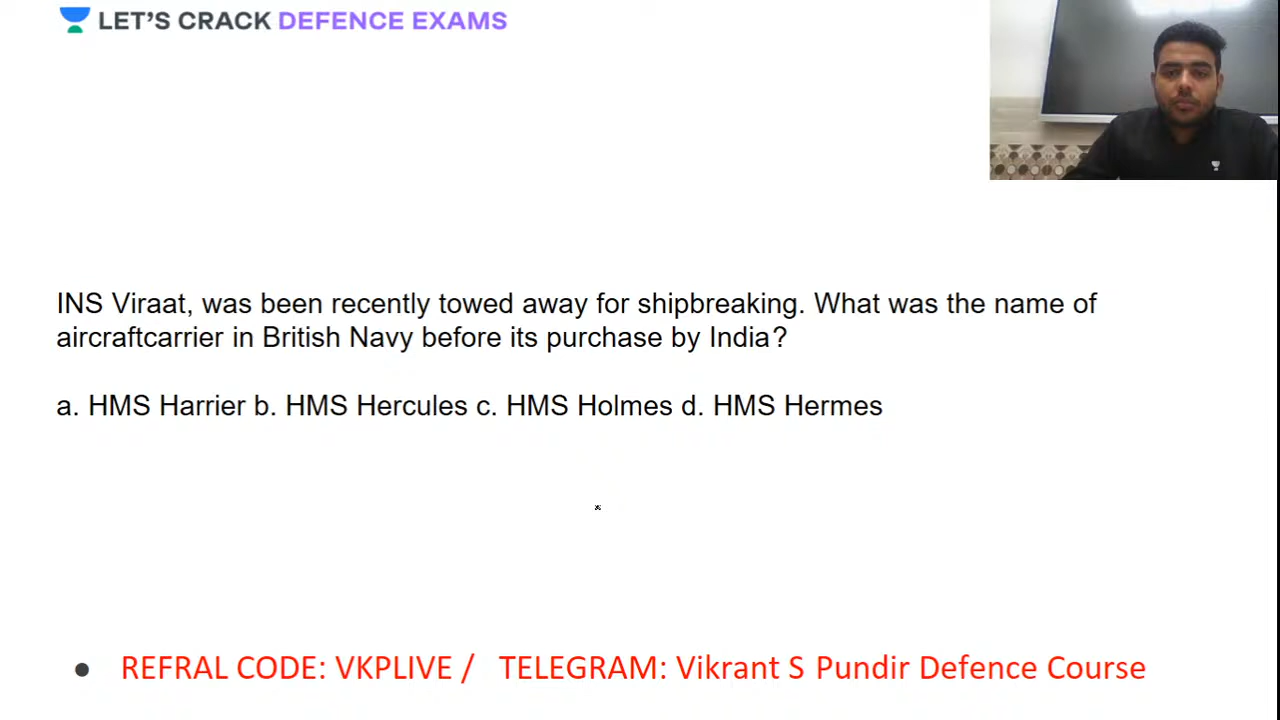 LET'S CRACK DEFENCE EXAMS
INS Viraat, was been recently towed away for shipbreaking. What was the name of
aircraftcarrier in British Navy before its purchase by India?
a. HMS Harrier b. HMS Hercules c. HMS Holmes d. HMS Hermes
● REFRAL CODE: VKPLIVE / TELEGRAM: Vikrant S Pundir Defence Course